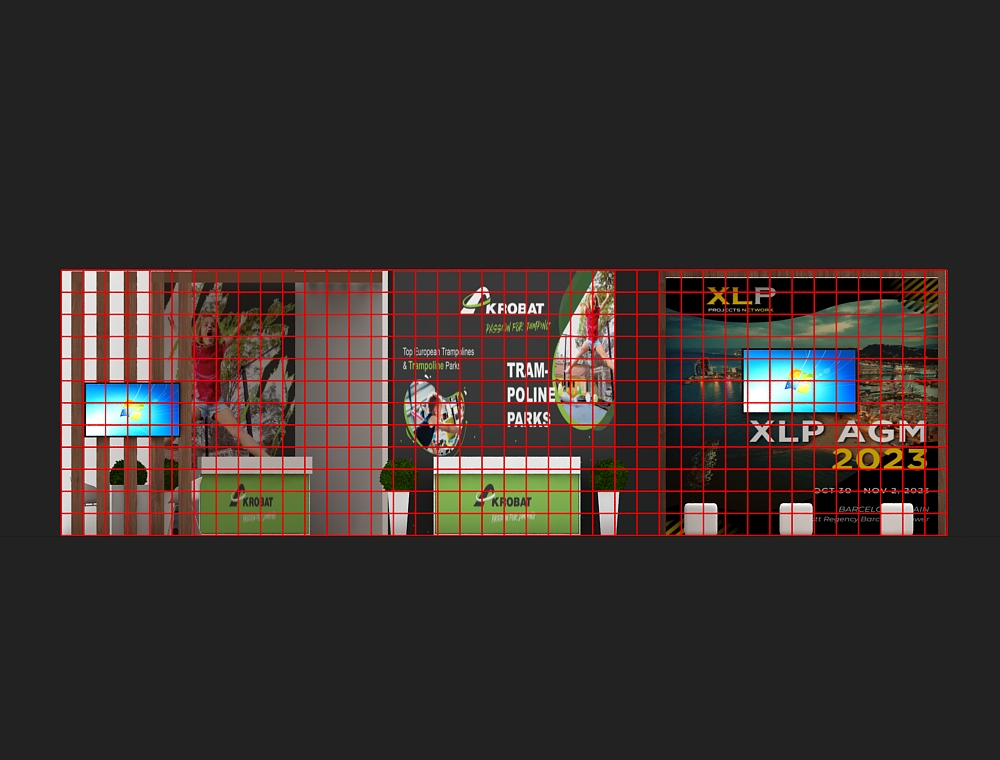 KROBAT
PASSION FOR JUMPING
Top European Trampolines
& Trampoline Parks
TRAM-
POLINE
PARKS
KROBAT
KROBAT
XLP
PROJECTS NETWORK
XLP AGM
2023
OCT 30 - NOV 2, 2023